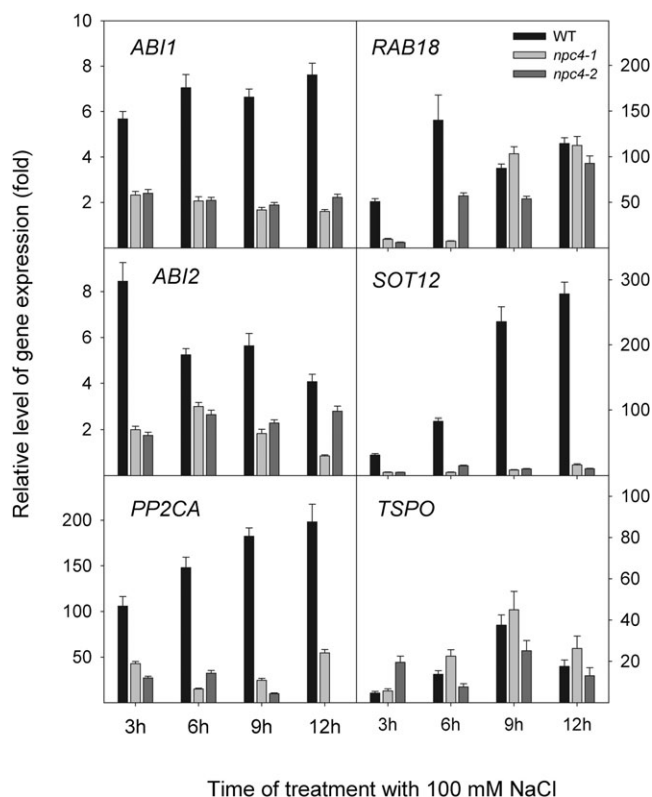 10
8
6
4
2
ABI1
RAB18
WT
npc4-1
npc4-2
200
150
100
50
8
6
4
2
ABI2
SOT12
300
200
100
200
150
100
50
PP2CA
TSPO
100
80
60
40
20
3h 6h 9h 12h
3h 6h 9h 12h
Relative level of gene expression (fold)
Time of treatment with 100 mM NaCl